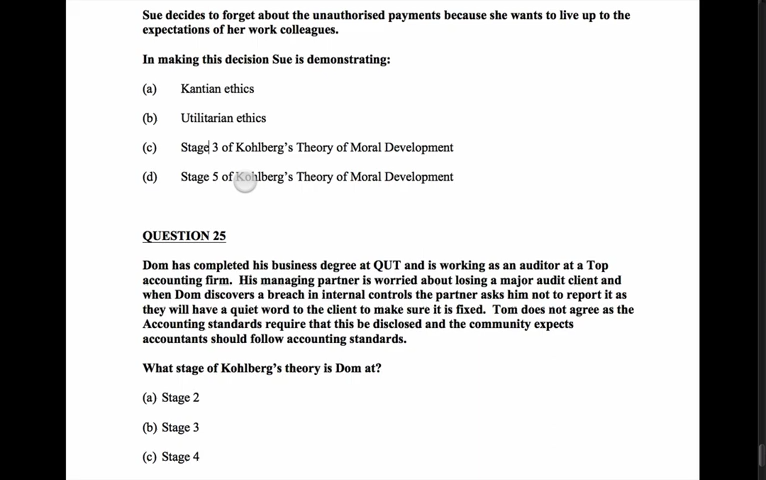 Sue decides to forget about the unauthorised payments because she wants to live up to the
expectations of her work colleagues.
In making this decision Sue is demonstrating:
(a) Kantian ethics
(b) Utilitarian ethics
(c) Stage 3 of Kohlberg's Theory of Moral Development
(d) Stage 5 of Kohlberg's Theory of Moral Development
QUESTION 25
Dom has completed his business degree at QUT and is working as an auditor at a Top
accounting firm. His managing partner is worried about losing a major audit client and
when Dom discovers a breach in internal controls the partner asks him not to report it as
they will have a quiet word to the client to make sure it is fixed. Tom does not agree as the
Accounting standards require that this be disclosed and the community expects
accountants should follow accounting standards.
What stage of Kohlberg's theory is Dom at?
(a) Stage 2
(b) Stage 3
(c) Stage 4